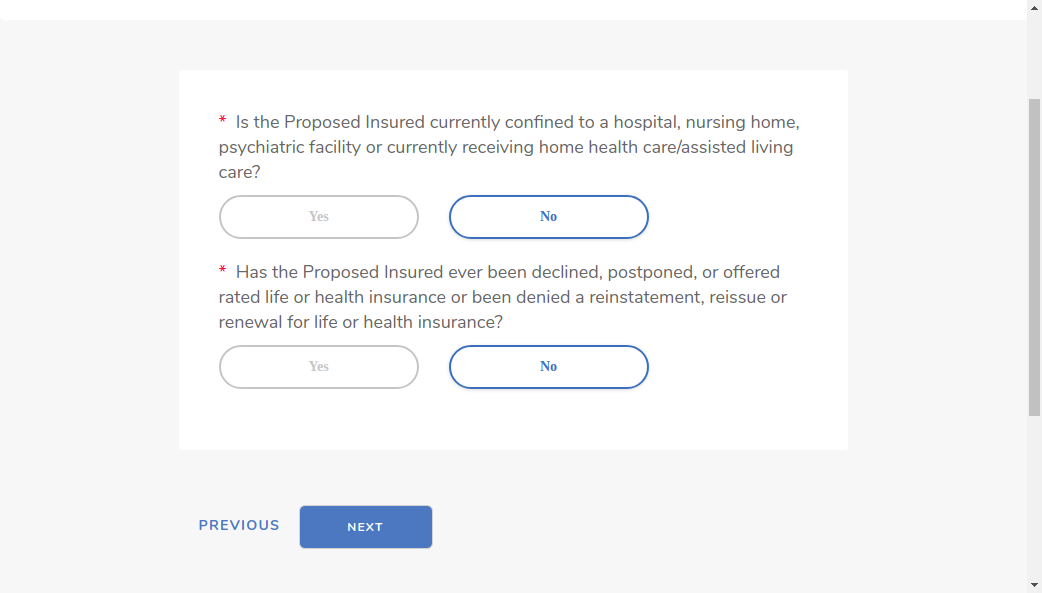 * Is the Proposed Insured currently confined to a hospital, nursing home,
psychiatric facility or currently receiving home health care/assisted living
care?
Yes No
* Has the Proposed Insured ever been declined, postponed, or offered
rated life or health insurance or been denied a reinstatement, reissue or
renewal for life or health insurance?
Yes No
PREVIOUS NEXT